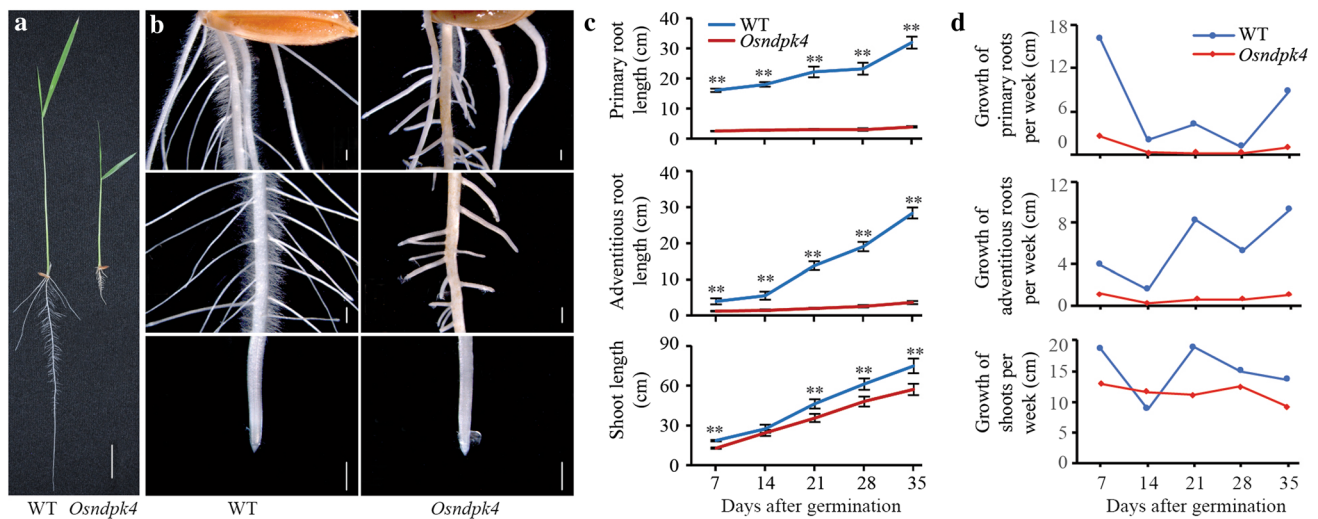 a
b
c
d
WT Osndpk4
WT
Osndpk4
40
30
20
10
0
Primary root
length (cm)
WT
Osndpk4
** ** ** ** **
40
30
20
10
0
Adventitious root
length (cm)
** ** ** ** **
90
60
30
0
Shoot length
(cm)
** ** ** **
7 14 21 28 35
Days after germination
18
12
6
0
Growth of
primary roots
per week (cm)
WT
Osndpk4
12
8
4
0
Growth of
adventitious roots
per week (cm)
20
15
10
5
0
Growth of
shoots per
week (cm)
7 14 21 28 35
Days after germination